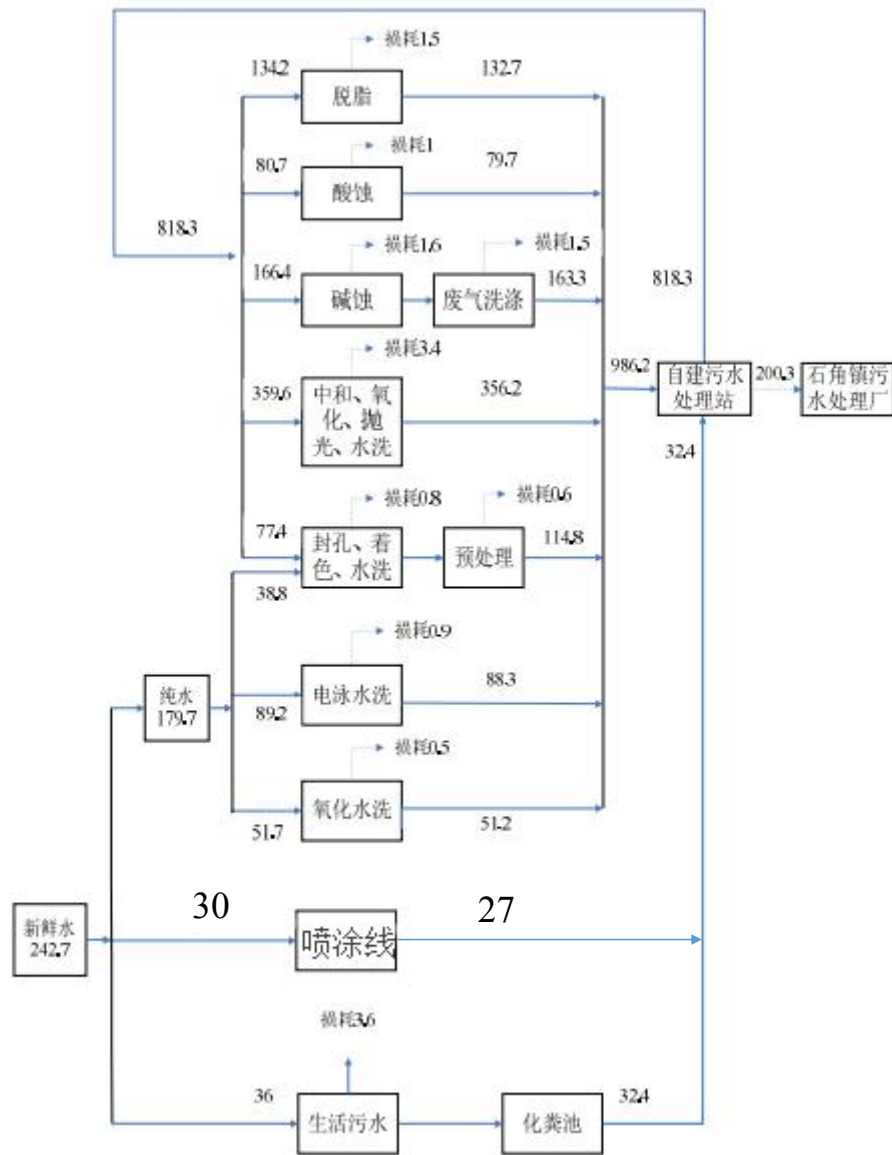 损耗1.5
134.2
132.7
脱脂
损耗1
80.7
79.7
酸蚀
818.3
损耗1.6
损耗1.5
166.4
163.3
818.3
碱蚀
废气洗涤
损耗3.4
359.6
356.2
986.2
200.3
中和、氧
化、抛
光、水洗
自建污水
处理站
石角镇污
水处理厂
32.4
损耗0.8
损耗0.6
77.4
114.8
封孔、着
色、水洗
预处理
38.8
损耗0.9
纯水
179.7
电泳水洗
88.3
89.2
损耗0.5
氧化水洗
51.7
51.2
30
27
新鲜水
242.7
喷涂线
损耗3.6
36
32.4
生活污水
化粪池